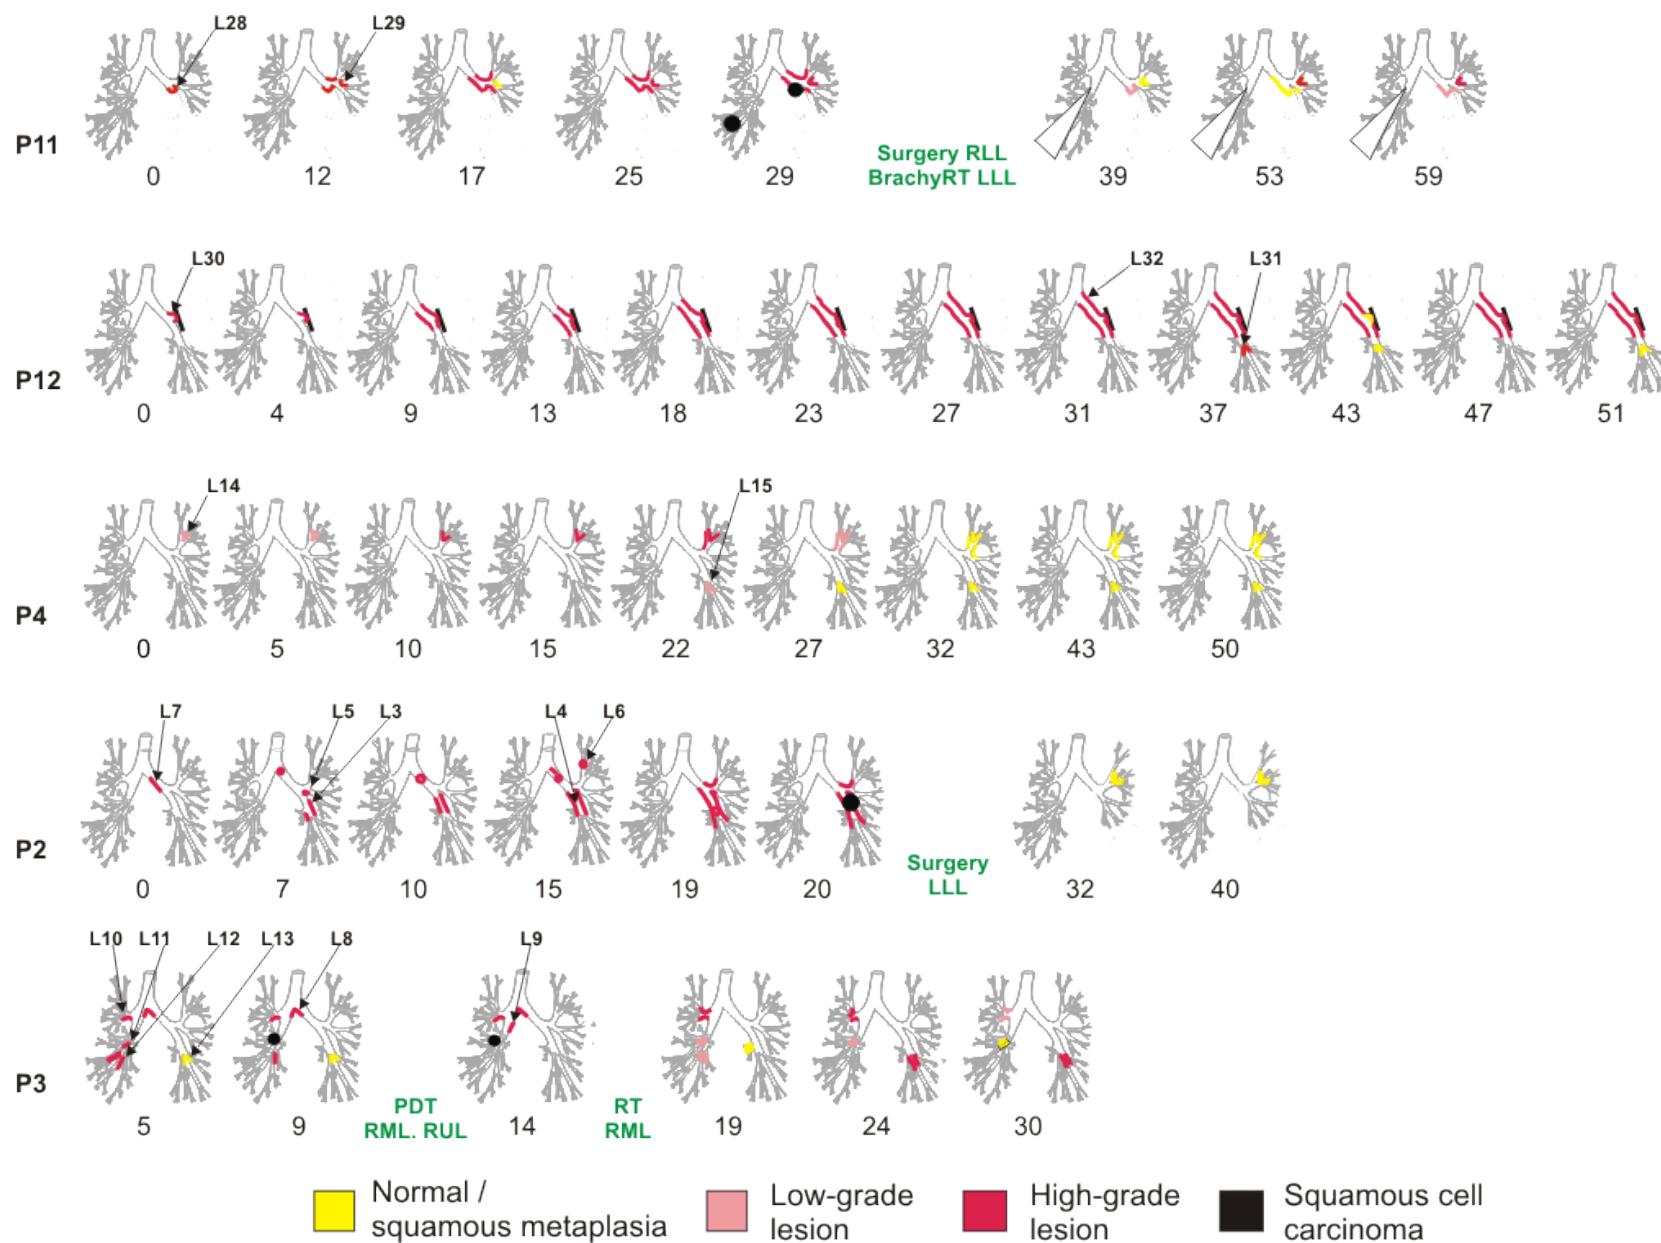 L28 L29
P11
Surgery RLL
BrachyRT LLL
0 12 17 25 29 39 53 59
L30 L32 L31
P12
0 4 9 13 18 23 27 31 37 43 47 51
L14 L15
P4
0 5 10 15 22 27 32 43 50
L7 L5 L3 L4 L6
P2
Surgery
LLL
0 7 10 15 19 20 32 40
L10 L11 L12 L13 L8 L9
P3
PDT
RML. RUL
RT
RML
5 9 14 19 24 30
Normal /
squamous metaplasia
Low-grade
lesion
High-grade
lesion
Squamous cell
carcinoma